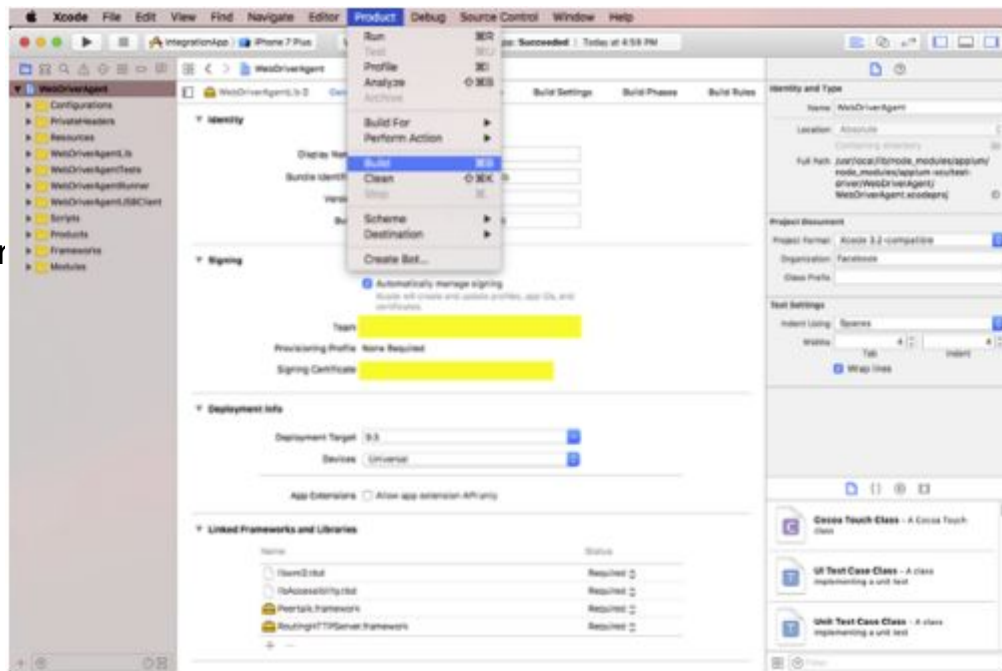 Xcode File Edit View Find Navigate Editor Product Debug Source Control Window Help
IntegrationApp iPhone 7 Plus Succeeded Today at 4:59 PM
Run ⌘R
Test ⌘U
Profile ⌘I
Analyze ⇧⌘B
Archive
Build For
Perform Action
Build ⌘B
Clean ⇧⌘K
Stop ⌘.
Scheme
Destination
Create Bot...
WebDriverAgent
Configurations
PrivateHeaders
Resources
WebDriverAgentLib
WebDriverAgentTests
WebDriverAgentRunner
WebDriverAgentUSBClient
Scripts
Products
Frameworks
Modules
WebDriverAgent
WebDriverAgentLib
Build Settings Build Phases Build Rules
Identity
Display
Bundle
Signing
Automatically manage signing
Xcode will create and update profiles, app IDs, and
certificates.
Team
Provisioning Profile None Required
Signing Certificate
Deployment Info
Deployment Target 9.3
Devices Universal
App Extensions Allow app extension API only
Linked Frameworks and Libraries
Name Status
libxml2.tbd Required
libAccessibility.tbd Required
Peertalk.framework Required
RoutingHTTPServer.framework Required
Identity and Type
Name WebDriverAgent
Location Absolute
Containing directory
Full Path /usr/local/lib/node_modules/appium/
node_modules/appium-xcuitest-
driver/WebDriverAgent/
WebDriverAgent.xcodeproj
Project Document
Project Format Xcode 3.2-compatible
Organization Facebook
Class Prefix
Text Settings
Indent Using Spaces
Widths 4 4
Tab Indent
Wrap lines
Cocoa Touch Class - A Cocoa Touch
class
UI Test Case Class - A class
implementing a unit test
Unit Test Case Class - A class
implementing a unit test
Filter